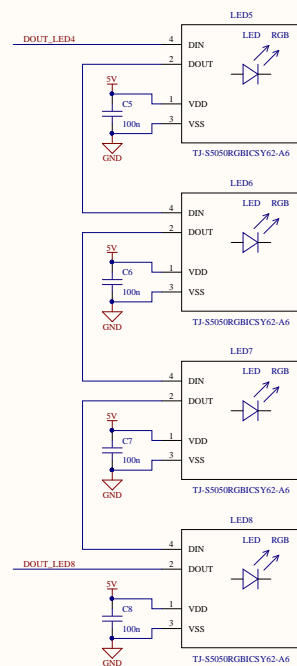 LED5
DOUT_LED4
4
DIN
LED RGB
2
DOUT
5V
1
VDD
C5
100n
3
VSS
GND
TJ-S5050RGBICSY62-A6
LED6
4
DIN
LED RGB
2
DOUT
5V
1
VDD
C6
100n
3
VSS
GND
TJ-S5050RGBICSY62-A6
LED7
LED RGB
4
DIN
2
DOUT
5V
1
VDD
C7
100n
3
VSS
GND
TJ-S5050RGBICSY62-A6
LED8
LED RGB
4
DIN
DOUT_LED8
2
DOUT
5V
1
VDD
C8
100n
3
VSS
GND
TJ-S5050RGBICSY62-A6